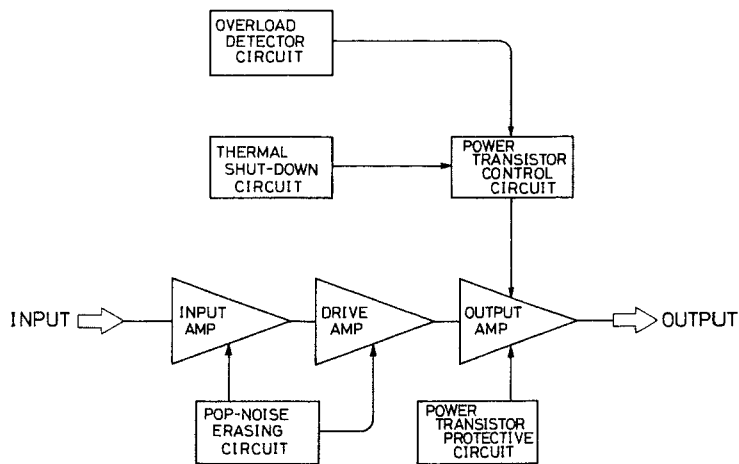 OVERLOAD
DETECTOR
CIRCUIT
THERMAL
SHUT-DOWN
CIRCUIT
POWER
TRANSISTOR
CONTROL
CIRCUIT
INPUT
INPUT
AMP
DRIVE
AMP
OUTPUT
AMP
OUTPUT
POP-NOISE
ERASING
CIRCUIT
POWER
TRANSISTOR
PROTECTIVE
CIRCUIT